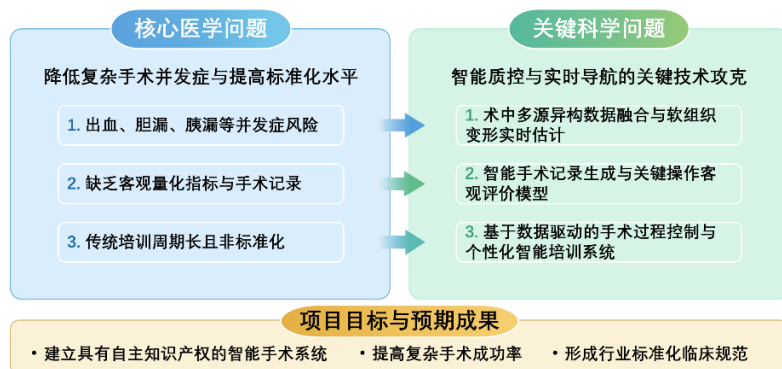 核心医学问题
降低复杂手术并发症与提高标准化水平
1. 出血、胆漏、胰漏等并发症风险
2. 缺乏客观量化指标与手术记录
3. 传统培训周期长且非标准化
关键科学问题
智能质控与实时导航的关键技术攻克
1. 术中多源异构数据融合与软组织
变形实时估计
2. 智能手术记录生成与关键操作客
观评价模型
3. 基于数据驱动的手术过程控制与
个性化智能培训系统
项目目标与预期成果
• 建立具有自主知识产权的智能手术系统 • 提高复杂手术成功率 • 形成行业标准化临床规范